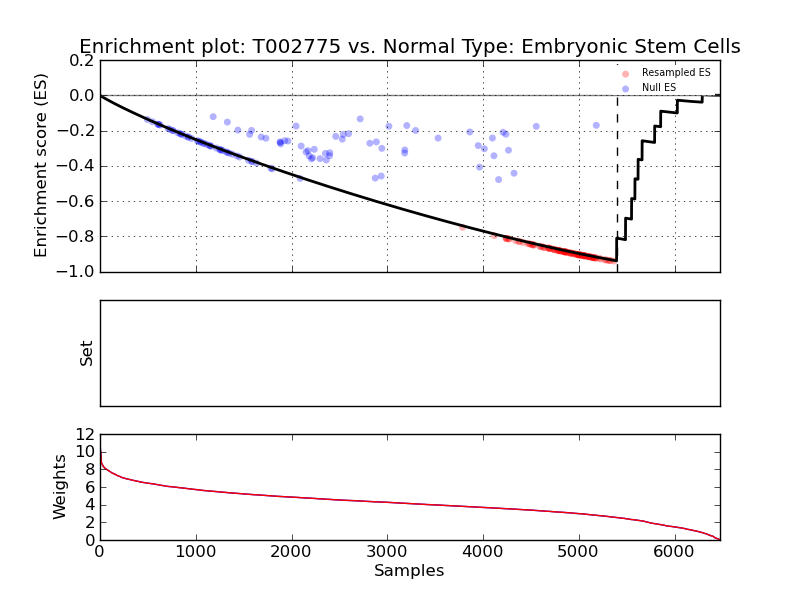 Enrichment plot: T002775 vs. Normal Type: Embryonic Stem Cells
Enrichment score (ES)
0.2
0.0
−0.2
−0.4
−0.6
−0.8
−1.0
Resampled ES
Null ES
Set
Weights
12
10
8
6
4
2
0
0 1000 2000 3000 4000 5000 6000
Samples